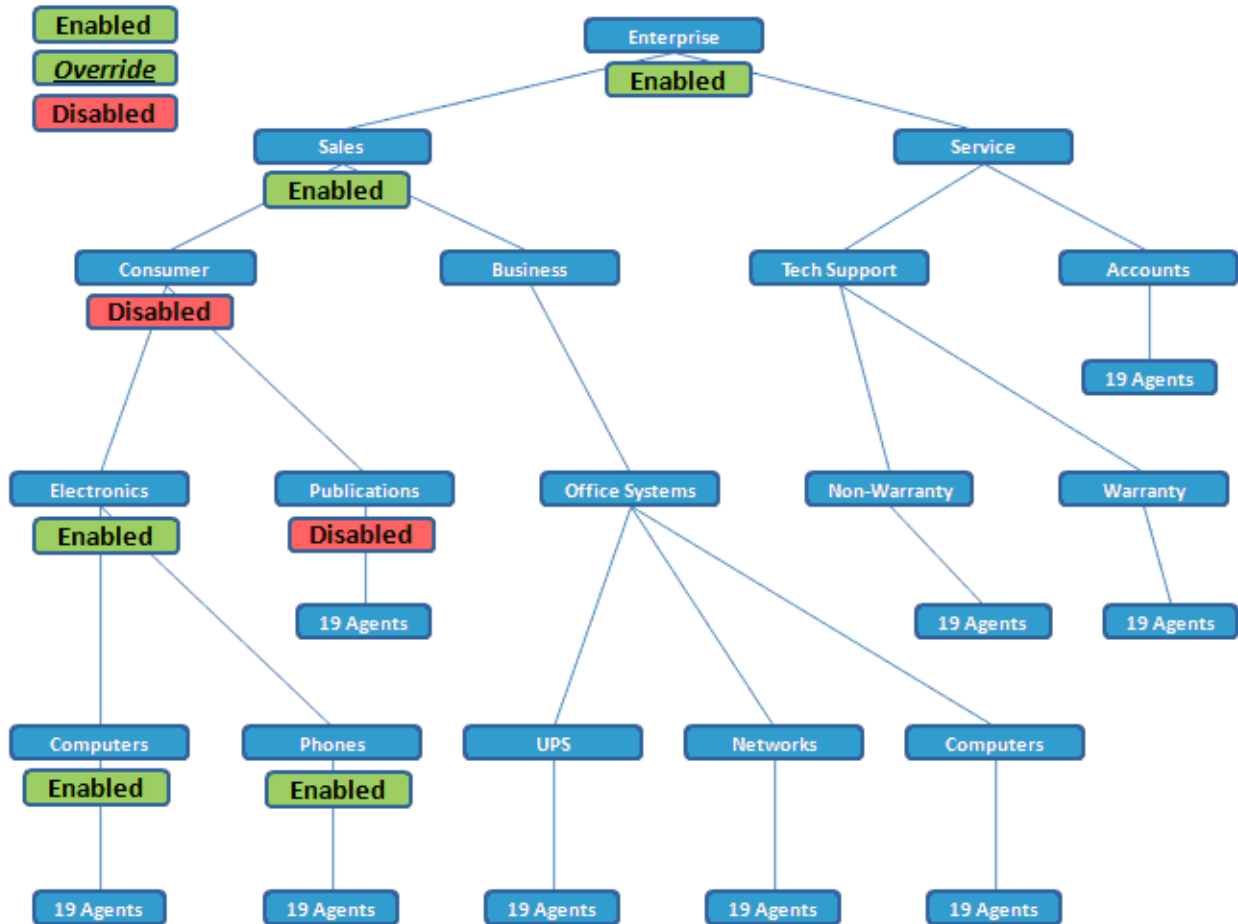 Enabled
Override
Disabled
Enterprise
Enabled
Sales
Service
Enabled
Consumer
Business
Tech Support
Accounts
Disabled
19 Agents
Electronics
Publications
Office Systems
Non-Warranty
Warranty
Enabled
Disabled
19 Agents
19 Agents
19 Agents
Computers
Phones
UPS
Networks
Computers
Enabled
Enabled
19 Agents
19 Agents
19 Agents
19 Agents
19 Agents